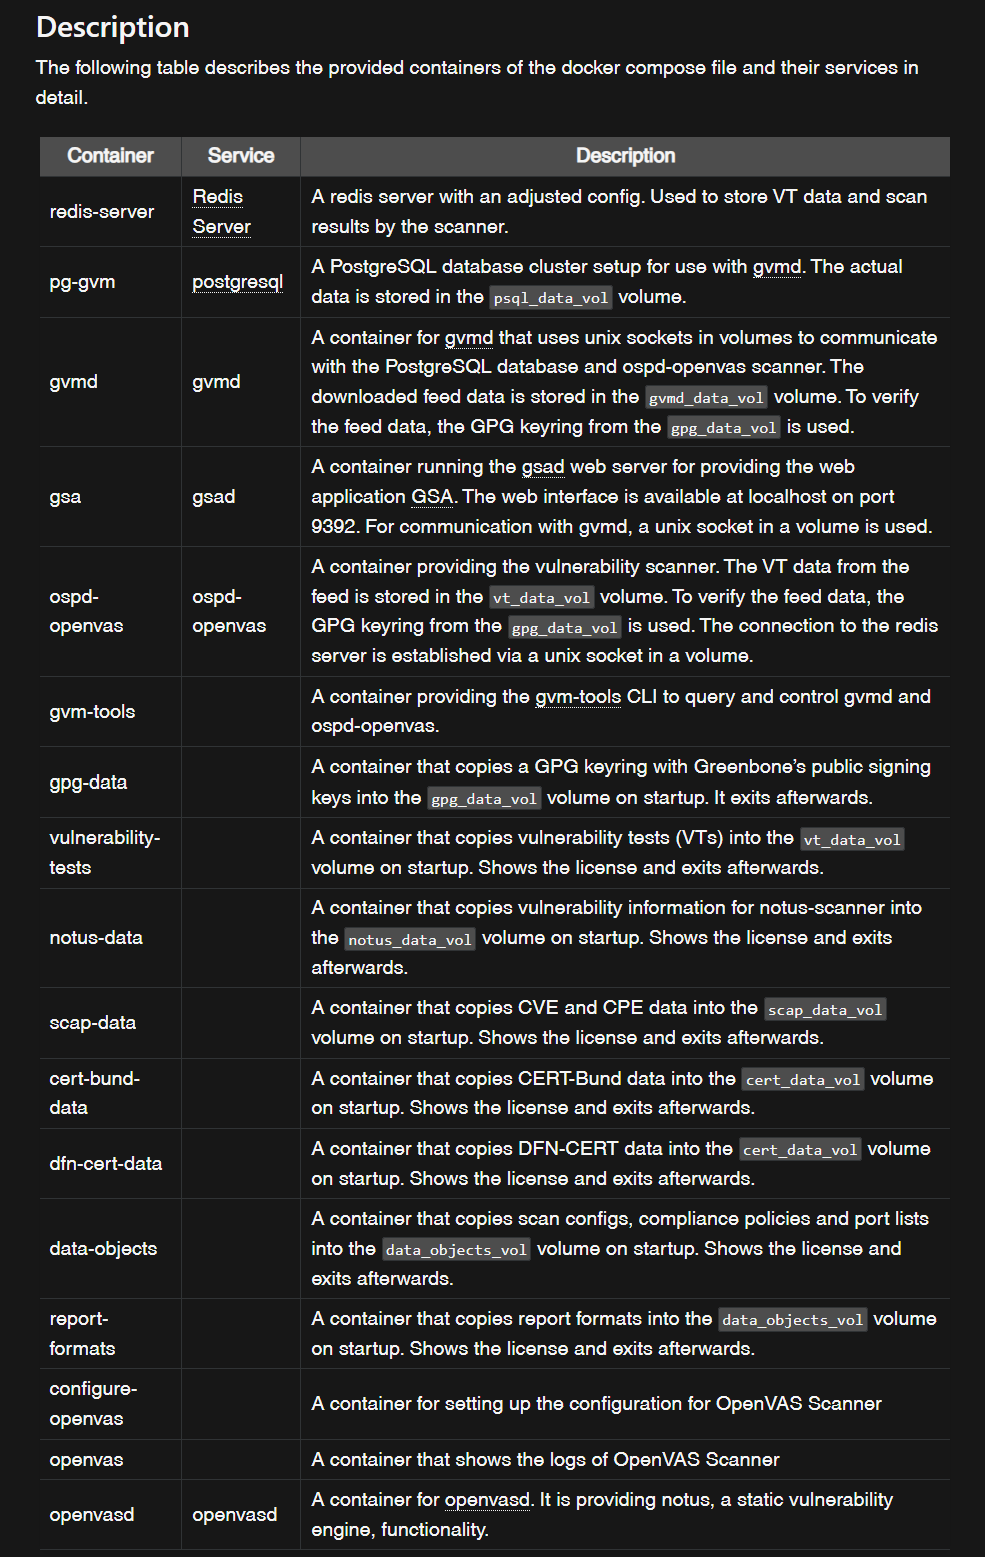 Description
The following table describes the provided containers of the docker compose file and their services in
detail.
Container Service Description
redis-server
Redis
Server
A redis server with an adjusted config. Used to store VT data and scan
results by the scanner.
pg-gvm
postgresql
A PostgreSQL database cluster setup for use with gvmd. The actual
data is stored in the psql_data_vol volume.
gvmd
gvmd
A container for gvmd that uses unix sockets in volumes to communicate
with the PostgreSQL database and ospd-openvas scanner. The
downloaded feed data is stored in the gvmd_data_vol volume. To verify
the feed data, the GPG keyring from the gpg_data_vol is used.
gsa
gsad
A container running the gsad web server for providing the web
application GSA. The web interface is available at localhost on port
9392. For communication with gvmd, a unix socket in a volume is used.
ospd-
openvas
ospd-
openvas
A container providing the vulnerability scanner. The VT data from the
feed is stored in the vt_data_vol volume. To verify the feed data, the
GPG keyring from the gpg_data_vol is used. The connection to the redis
server is established via a unix socket in a volume.
gvm-tools
A container providing the gvm-tools CLI to query and control gvmd and
ospd-openvas.
gpg-data
A container that copies a GPG keyring with Greenbone's public signing
keys into the gpg_data_vol volume on startup. It exits afterwards.
vulnerability-
tests
A container that copies vulnerability tests (VTs) into the vt_data_vol
volume on startup. Shows the license and exits afterwards.
notus-data
A container that copies vulnerability information for notus-scanner into
the notus_data_vol volume on startup. Shows the license and exits
afterwards.
scap-data
A container that copies CVE and CPE data into the scap_data_vol
volume on startup. Shows the license and exits afterwards.
cert-bund-
data
A container that copies CERT-Bund data into the cert_data_vol volume
on startup. Shows the license and exits afterwards.
dfn-cert-data
A container that copies DFN-CERT data into the cert_data_vol volume
on startup. Shows the license and exits afterwards.
data-objects
A container that copies scan configs, compliance policies and port lists
into the data_objects_vol volume on startup. Shows the license and
exits afterwards.
report-
formats
A container that copies report formats into the data_objects_vol volume
on startup. Shows the license and exits afterwards.
configure-
openvas
A container for setting up the configuration for OpenVAS Scanner
openvas
A container that shows the logs of OpenVAS Scanner
openvasd
openvasd
A container for openvasd. It is providing notus, a static vulnerability
engine, functionality.